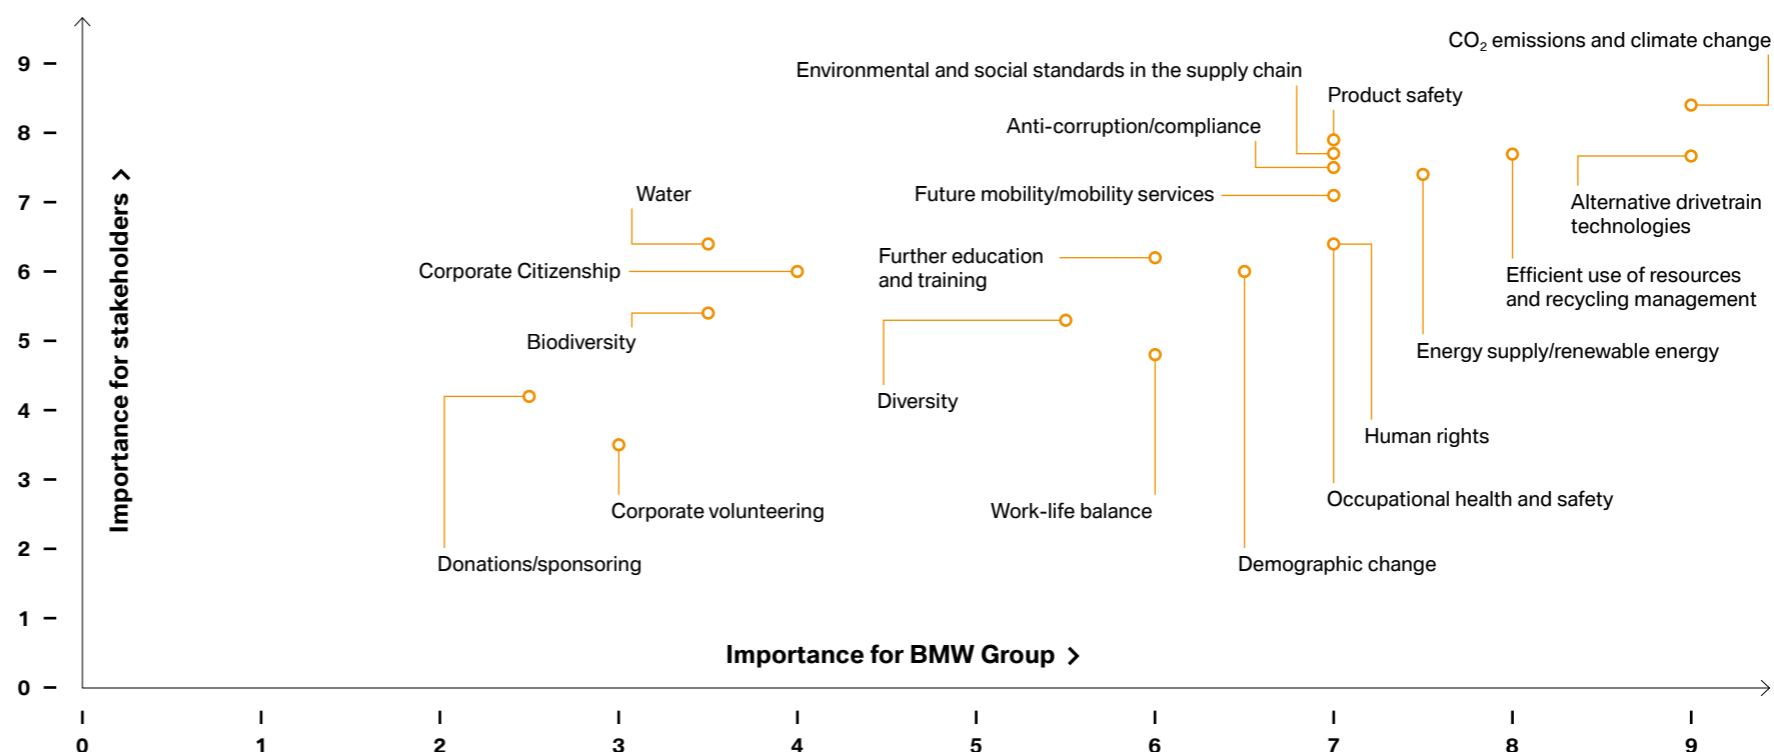 CO₂ emissions and climate change
9
Environmental and social standards in the supply chain
Product safety
Anti-corruption/compliance
8
Water
Future mobility/mobility services
7
Alternative drivetrain
technologies
Further education
and training
Corporate Citizenship
6
Efficient use of resources
and recycling management
Biodiversity
5
Energy supply/renewable energy
Importance for stakeholders >
Diversity
4
Human rights
3
Occupational health and safety
Corporate volunteering
Work-life balance
2
Donations/sponsoring
Demographic change
1
Importance for BMW Group >
0
0 1 2 3 4 5 6 7 8 9